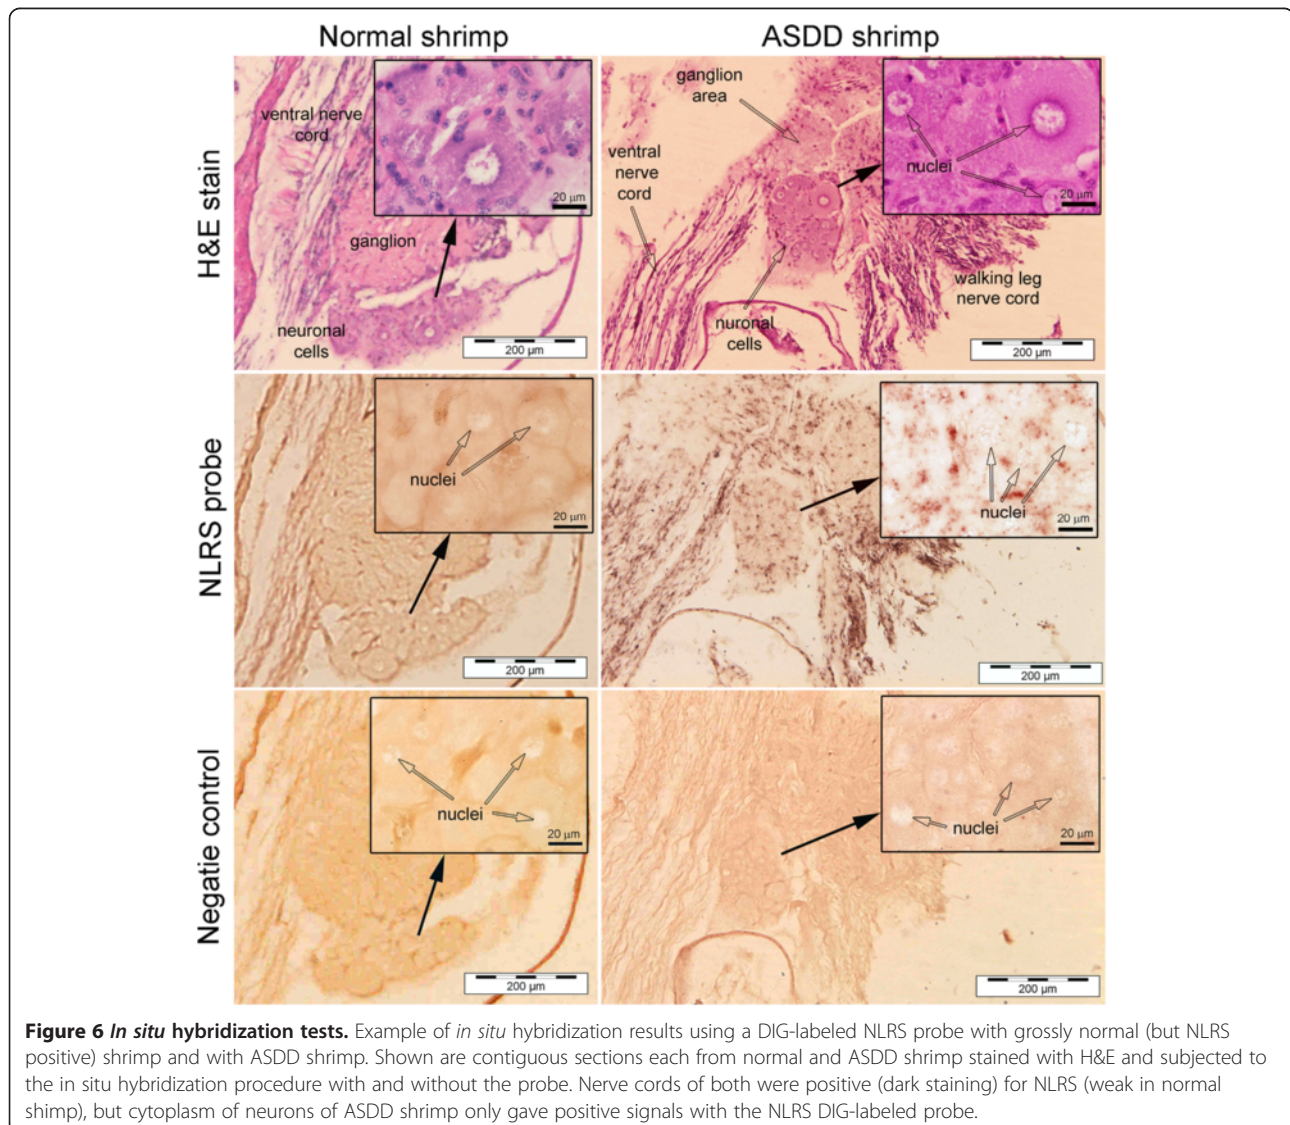 Normal shrimp
ASDD shrimp
H&E stain
ventral nerve
cord
ganglion
neuronal
cells
20 µm
200 µm
ganglion
area
ventral
nerve
cord
nuclei
20 µm
walking leg
nerve cord
nuronal
cells
200 µm
NLRS probe
nuclei
20 µm
200 µm
nuclei
20 µm
200 µm
Negatie control
nuclei
20 µm
200 µm
nuclei
20 µm
200 µm
Figure 6 In situ hybridization tests. Example of in situ hybridization results using a DIG-labeled NLRS probe with grossly normal (but NLRS
positive) shrimp and with ASDD shrimp. Shown are contiguous sections each from normal and ASDD shrimp stained with H&E and subjected to
the in situ hybridization procedure with and without the probe. Nerve cords of both were positive (dark staining) for NLRS (weak in normal
shimp), but cytoplasm of neurons of ASDD shrimp only gave positive signals with the NLRS DIG-labeled probe.